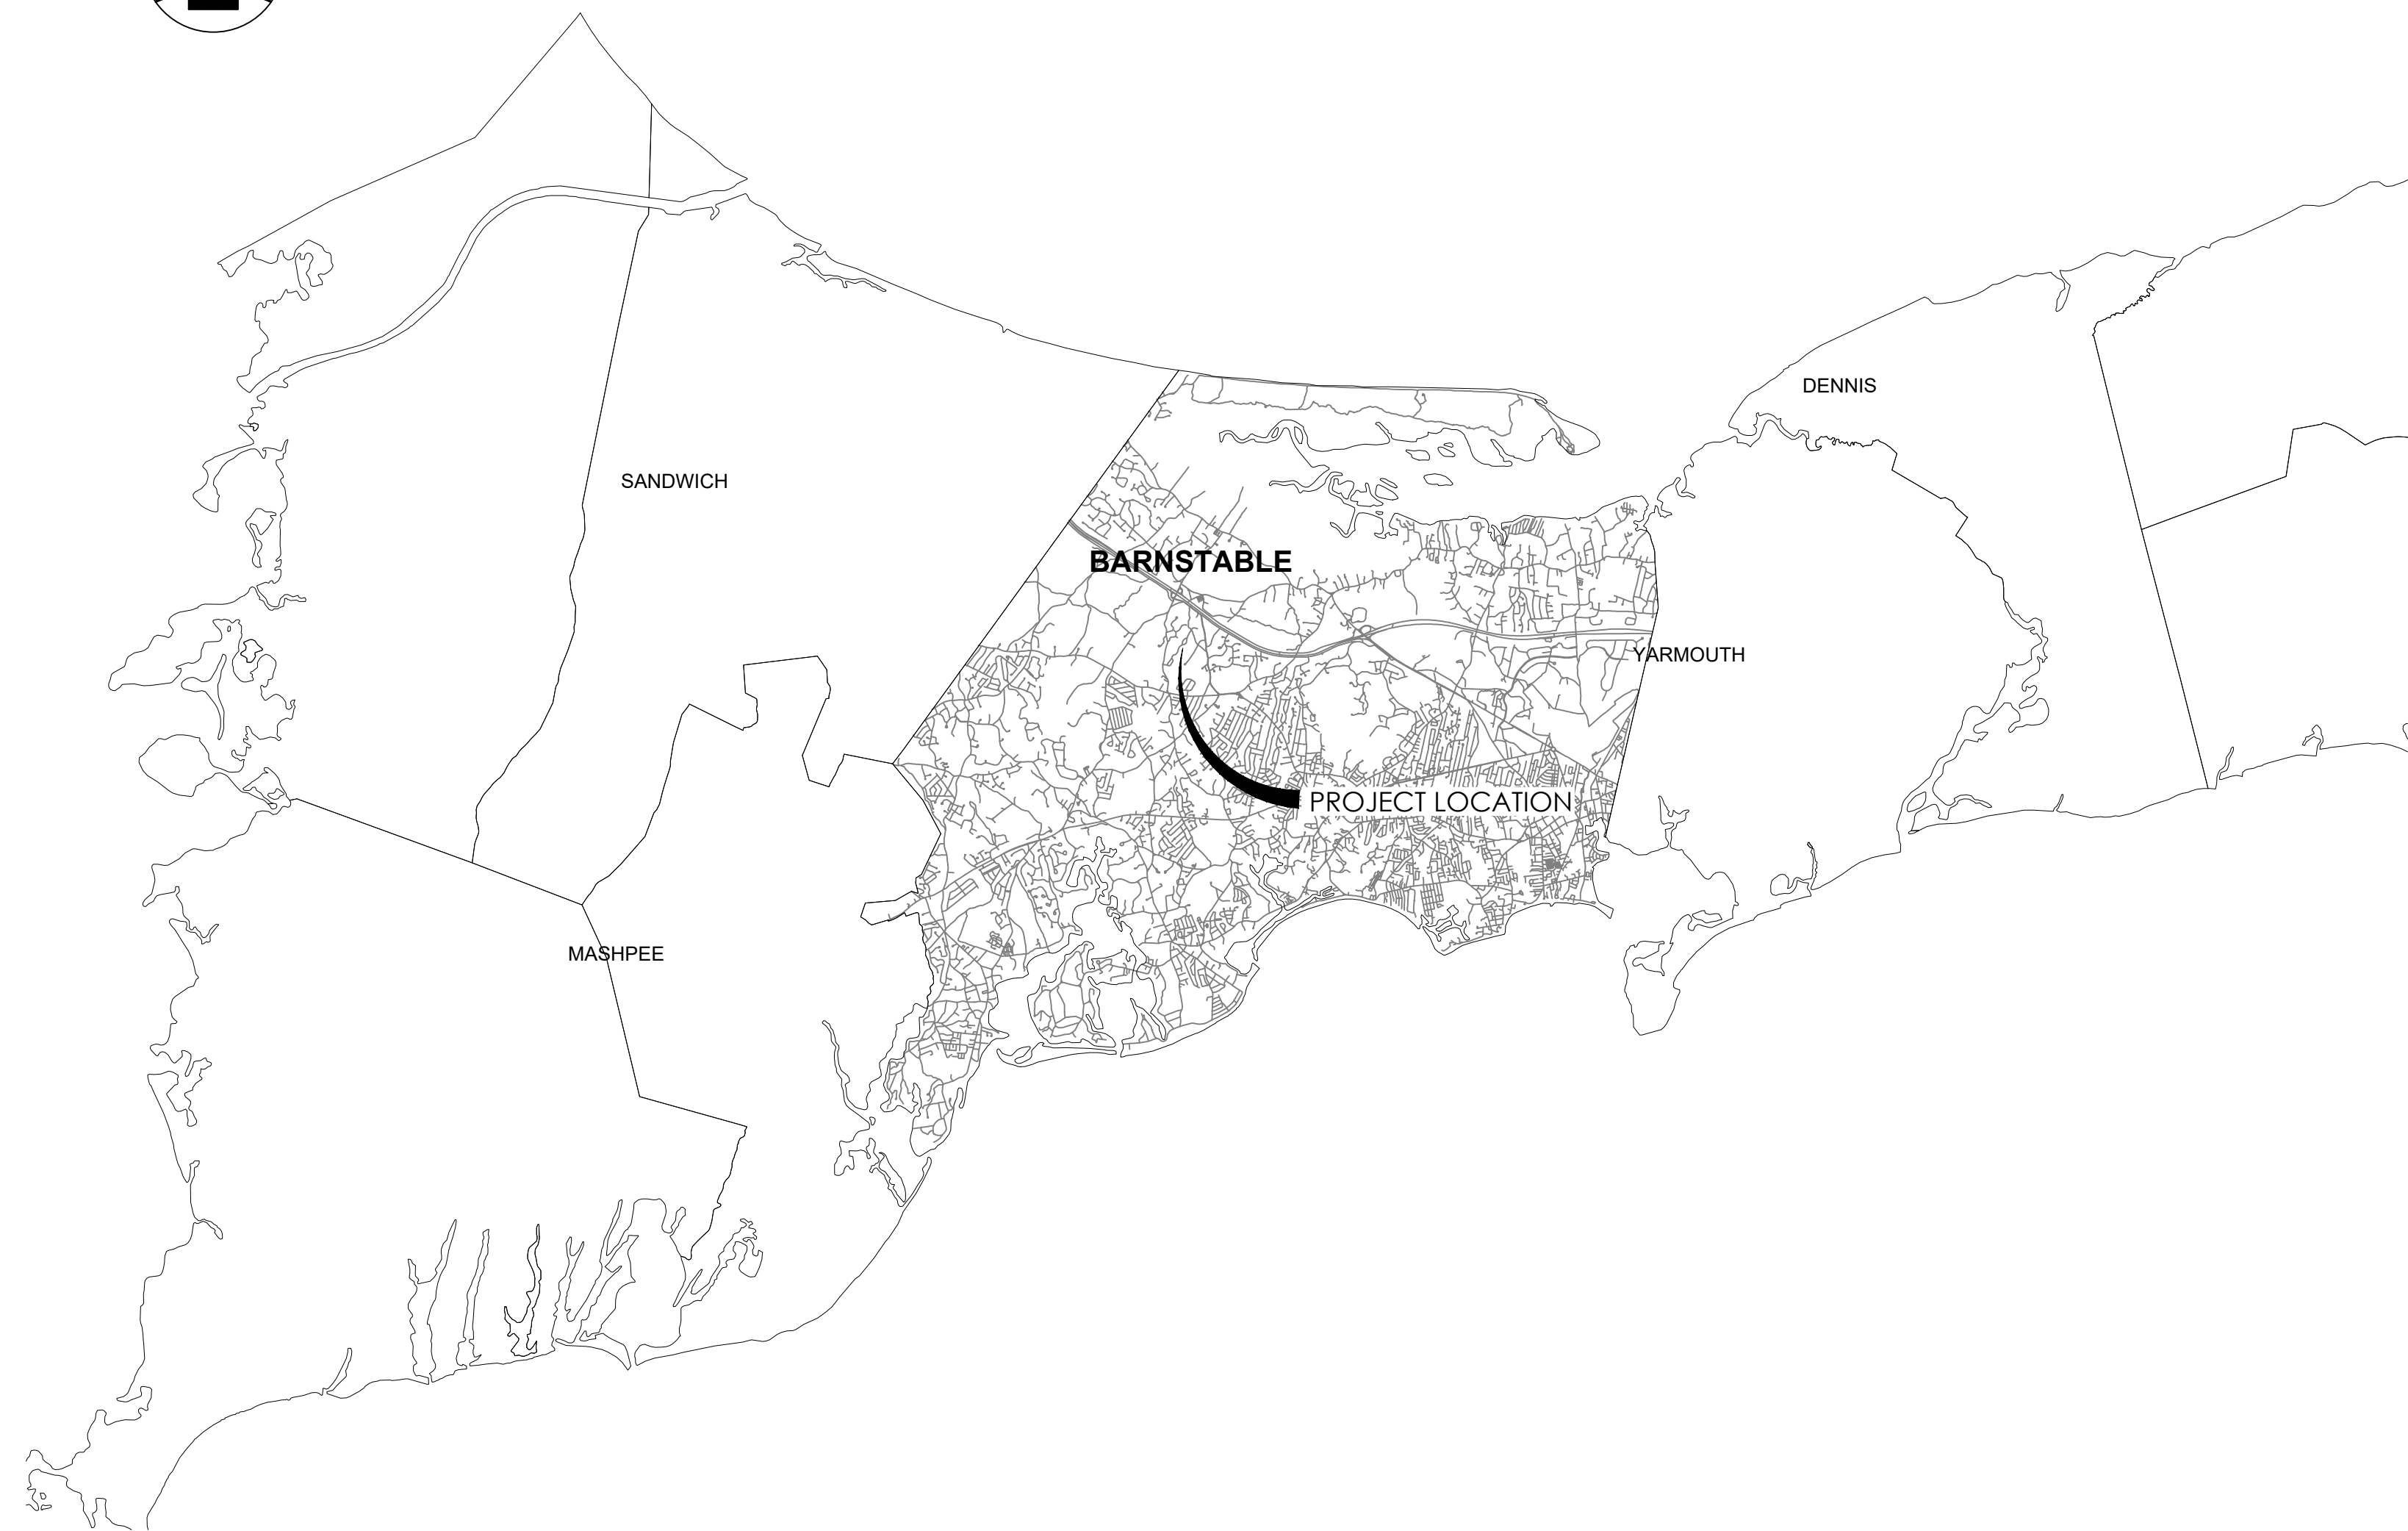 DENNIS
SANDWICH
BARNSTABLE
YARMOUTH
PROJECT LOCATION
MASHPEE